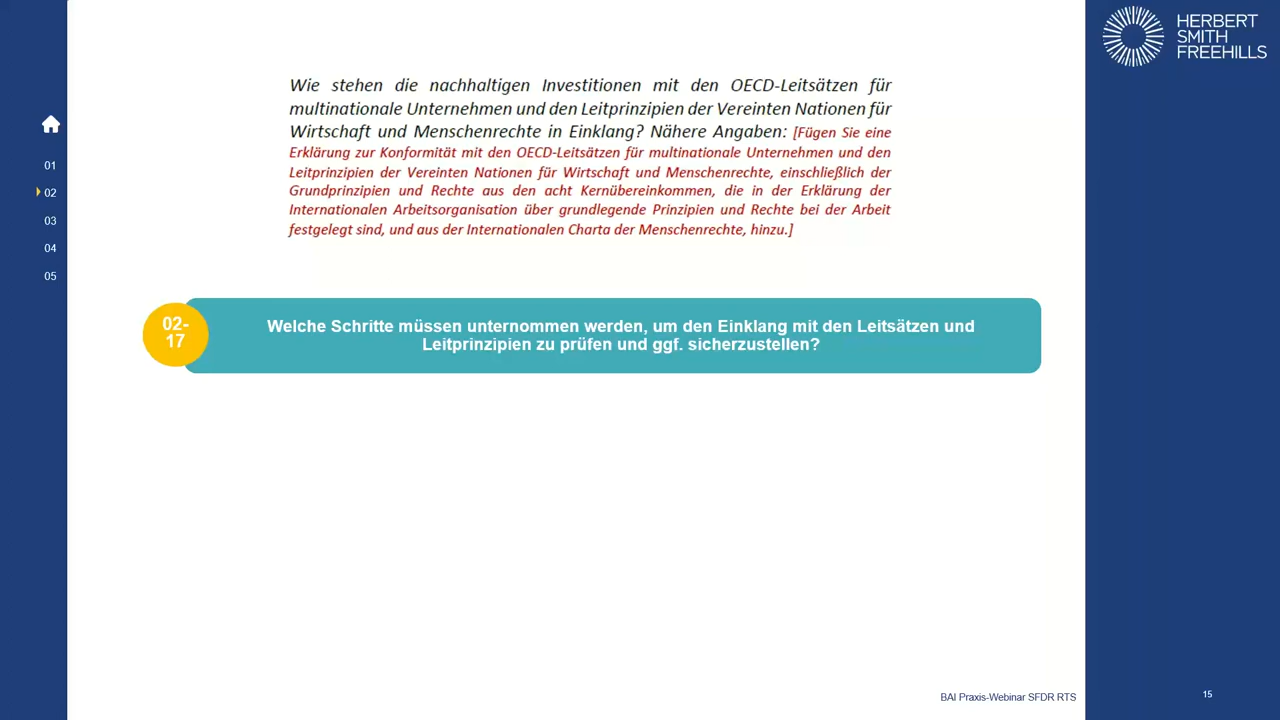 HERBERT
SMITH
FREEHILLS
01
02
03
04
05
Wie stehen die nachhaltigen Investitionen mit den OECD-Leitsätzen für
multinationale Unternehmen und den Leitprinzipien der Vereinten Nationen für
Wirtschaft und Menschenrechte in Einklang? Nähere Angaben: [Fügen Sie eine
Erklärung zur Konformität mit den OECD-Leitsätzen für multinationale Unternehmen und den
Leitprinzipien der Vereinten Nationen für Wirtschaft und Menschenrechte, einschließlich der
Grundprinzipien und Rechte aus den acht Kernübereinkommen, die in der Erklärung der
Internationalen Arbeitsorganisation über grundlegende Prinzipien und Rechte bei der Arbeit
festgelegt sind, und aus der Internationalen Charta der Menschenrechte, hinzu.]
02-
17
Welche Schritte müssen unternommen werden, um den Einklang mit den Leitsätzen und
Leitprinzipien zu prüfen und ggf. sicherzustellen?
BAI Praxis-Webinar SFDR RTS
15